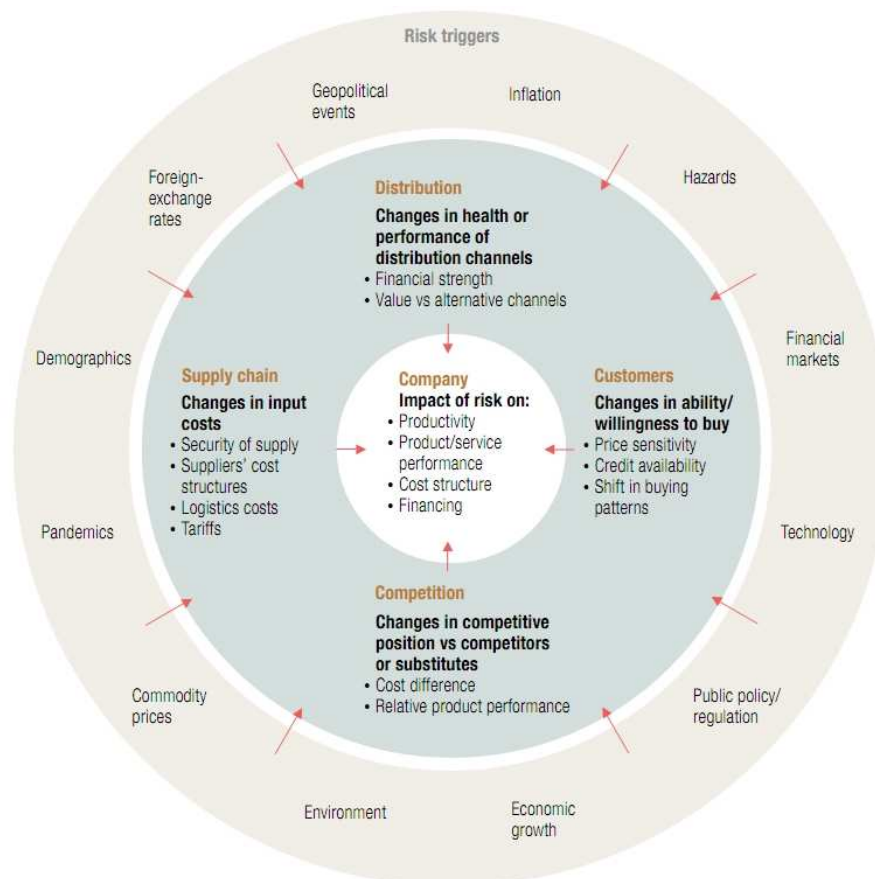 Risk triggers
Geopolitical
events
Inflation
Foreign-
exchange
rates
Hazards
Demographics
Financial
markets
Pandemics
Technology
Commodity
prices
Public policy/
regulation
Environment
Economic
growth
Distribution
Changes in health or
performance of
distribution channels
• Financial strength
• Value vs alternative channels
Supply chain
Changes in input
costs
• Security of supply
• Suppliers’ cost
structures
• Logistics costs
• Tariffs
Company
Impact of risk on:
• Productivity
• Product/service
performance
• Cost structure
• Financing
Customers
Changes in ability/
willingness to buy
• Price sensitivity
• Credit availability
• Shift in buying
patterns
Competition
Changes in competitive
position vs competitors
or substitutes
• Cost difference
• Relative product performance